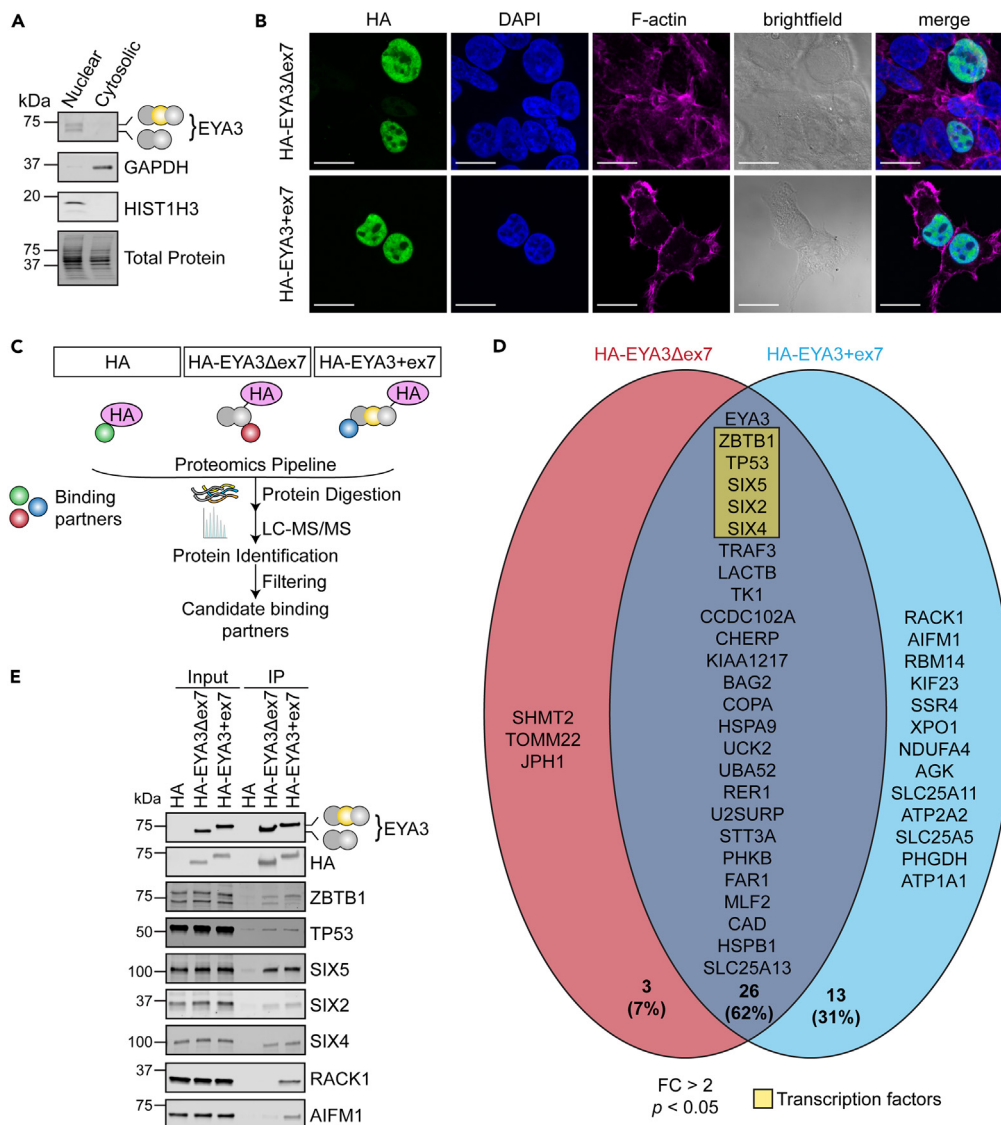 A
Nuclear
Cytosolic
kDa
75
EYA3
37
GAPDH
20
HIST1H3
75
37
Total Protein
B
HA
DAPI
F-actin
brightfield
merge
HA-EYA3Δex7
HA-EYA3+ex7
C
HA
HA-EYA3Δex7
HA-EYA3+ex7
HA
HA
HA
Proteomics Pipeline
Binding
partners
Protein Digestion
LC-MS/MS
Protein Identification
Filtering
Candidate binding
partners
D
HA-EYA3Δex7
HA-EYA3+ex7
SHMT2
TOMM22
JPH1
3
(7%)
EYA3
ZBTB1
TP53
SIX5
SIX2
SIX4
TRAF3
LACTB
TK1
CCDC102A
CHERP
KIAA1217
BAG2
COPA
HSPA9
UCK2
UBA52
RER1
U2SURP
STT3A
PHKB
FAR1
MLF2
CAD
HSPB1
SLC25A13
26
(62%)
RACK1
AIFM1
RBM14
KIF23
SSR4
XPO1
NDUFA4
AGK
SLC25A11
ATP2A2
SLC25A5
PHGDH
ATP1A1
13
(31%)
FC > 2
p < 0.05
Transcription factors
E
Input
IP
HA
HA-EYA3Δex7
HA-EYA3+ex7
HA
HA-EYA3Δex7
HA-EYA3+ex7
kDa
75
EYA3
75
HA
75
ZBTB1
50
TP53
100
SIX5
37
SIX2
100
SIX4
37
RACK1
75
AIFM1